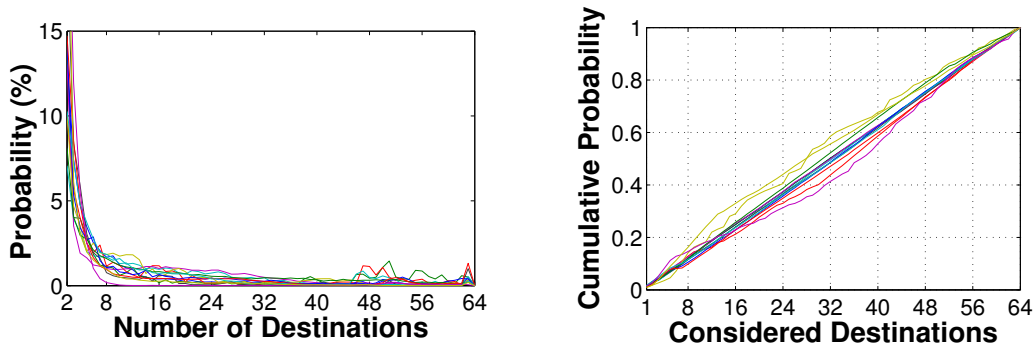 Probability (%)
15
10
5
0
2 8 16 24 32 40 48 56 64
Number of Destinations
Cumulative Probability
1
0.8
0.6
0.4
0.2
0
1 8 16 24 32 40 48 56 64
Considered Destinations